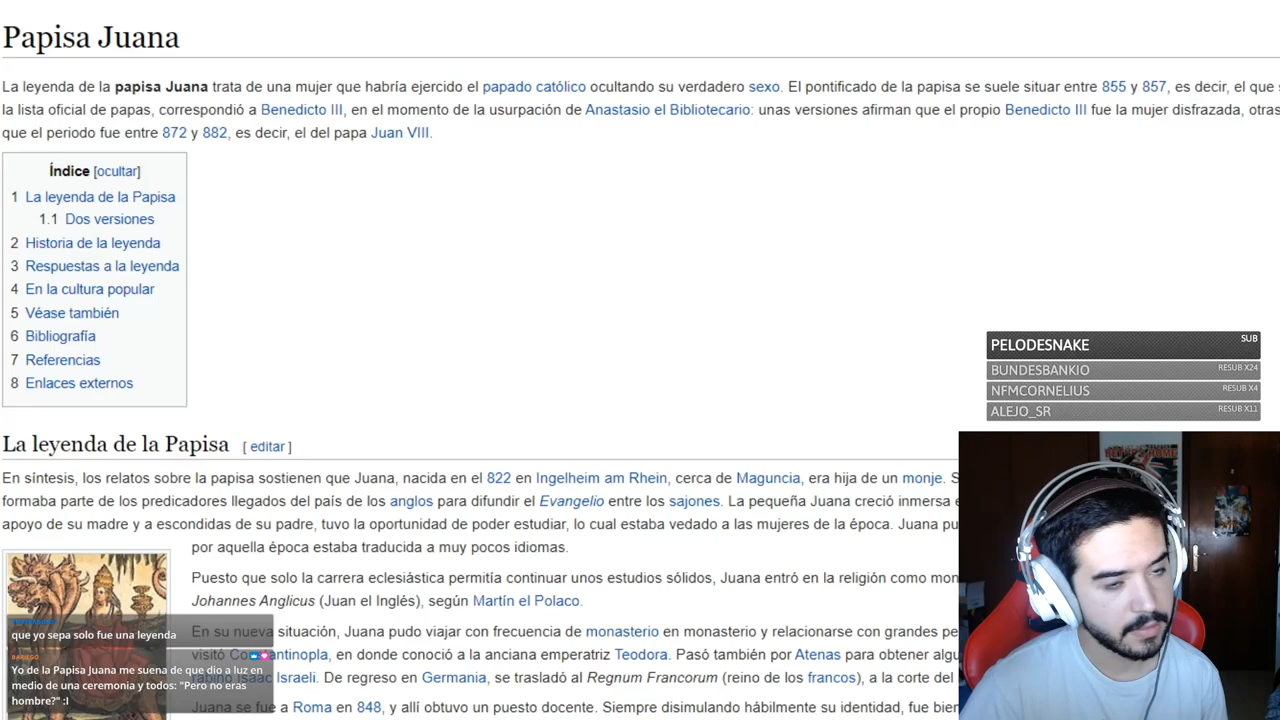 Papisa Juana
La leyenda de la papisa Juana trata de una mujer que habría ejercido el papado católico ocultando su verdadero sexo. El pontificado de la papisa se suele situar entre 855 y 857, es decir, el que
la lista oficial de papas, correspondió a Benedicto III, en el momento de la usurpación de Anastasio el Bibliotecario: unas versiones afirman que el propio Benedicto III fue la mujer disfrazada, otras
que el periodo fue entre 872 y 882, es decir, el del papa Juan VIII.
Índice [ocultar]
1 La leyenda de la Papisa
1.1 Dos versiones
2 Historia de la leyenda
3 Respuestas a la leyenda
4 En la cultura popular
5 Véase también
6 Bibliografía
7 Referencias
8 Enlaces externos
PELODESNAKE SUB
BUNDESBANKIO RESUB X24
NFMCORNELIUS RESUB X4
ALEJO_SR RESUB X11
La leyenda de la Papisa [ editar ]
En síntesis, los relatos sobre la papisa sostienen que Juana, nacida en el 822 en Ingelheim am Rhein, cerca de Maguncia, era hija de un monje. S
formaba parte de los predicadores llegados del país de los anglos para difundir el Evangelio entre los sajones. La pequeña Juana creció inmersa
apoyo de su madre y a escondidas de su padre, tuvo la oportunidad de poder estudiar, lo cual estaba vedado a las mujeres de la época. Juana pu
por aquella época estaba traducida a muy pocos idiomas.
Puesto que solo la carrera eclesiástica permitía continuar unos estudios sólidos, Juana entró en la religión como mon
Johannes Anglicus (Juan el Inglés), según Martín el Polaco.
En su nueva situación, Juana pudo viajar con frecuencia de monasterio en monasterio y relacionarse con grandes pe
visitó Constantinopla, en donde conoció a la anciana emperatriz Teodora. Pasó también por Atenas para obtener algu
rabino Isaac Israeli. De regreso en Germania, se trasladó al Regnum Francorum (reino de los francos), a la corte del
Juana se fue a Roma en 848, y allí obtuvo un puesto docente. Siempre disimulando hábilmente su identidad, fue bien
que yo sepa solo fue una leyenda
BARIEGO
Yo de la Papisa Juana me suena de que dio a luz en
medio de una ceremonia y todos: "Pero no eras
hombre?" :l